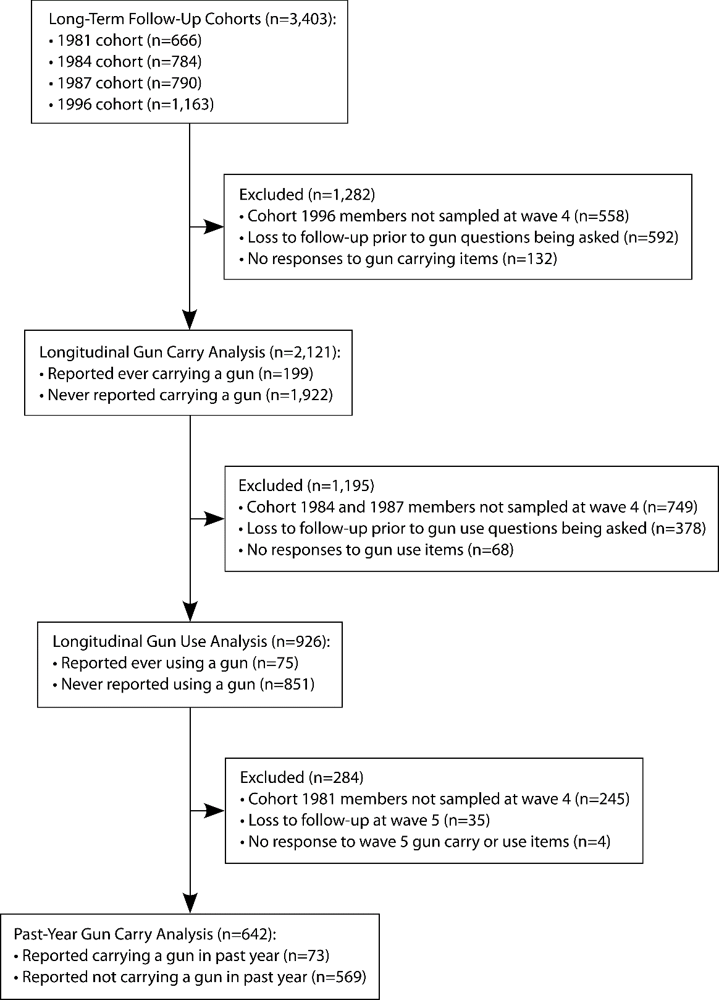 Long-Term Follow-Up Cohorts (n=3,403):
• 1981 cohort (n=666)
• 1984 cohort (n=784)
• 1987 cohort (n=790)
• 1996 cohort (n=1,163)
Excluded (n=1,282)
• Cohort 1996 members not sampled at wave 4 (n=558)
• Loss to follow-up prior to gun questions being asked (n=592)
• No responses to gun carrying items (n=132)
Longitudinal Gun Carry Analysis (n=2,121):
• Reported ever carrying a gun (n=199)
• Never reported carrying a gun (n=1,922)
Excluded (n=1,195)
• Cohort 1984 and 1987 members not sampled at wave 4 (n=749)
• Loss to follow-up prior to gun use questions being asked (n=378)
• No responses to gun use items (n=68)
Longitudinal Gun Use Analysis (n=926):
• Reported ever using a gun (n=75)
• Never reported using a gun (n=851)
Excluded (n=284)
• Cohort 1981 members not sampled at wave 4 (n=245)
• Loss to follow-up at wave 5 (n=35)
• No response to wave 5 gun carry or use items (n=4)
Past-Year Gun Carry Analysis (n=642):
• Reported carrying a gun in past year (n=73)
• Reported not carrying a gun in past year (n=569)